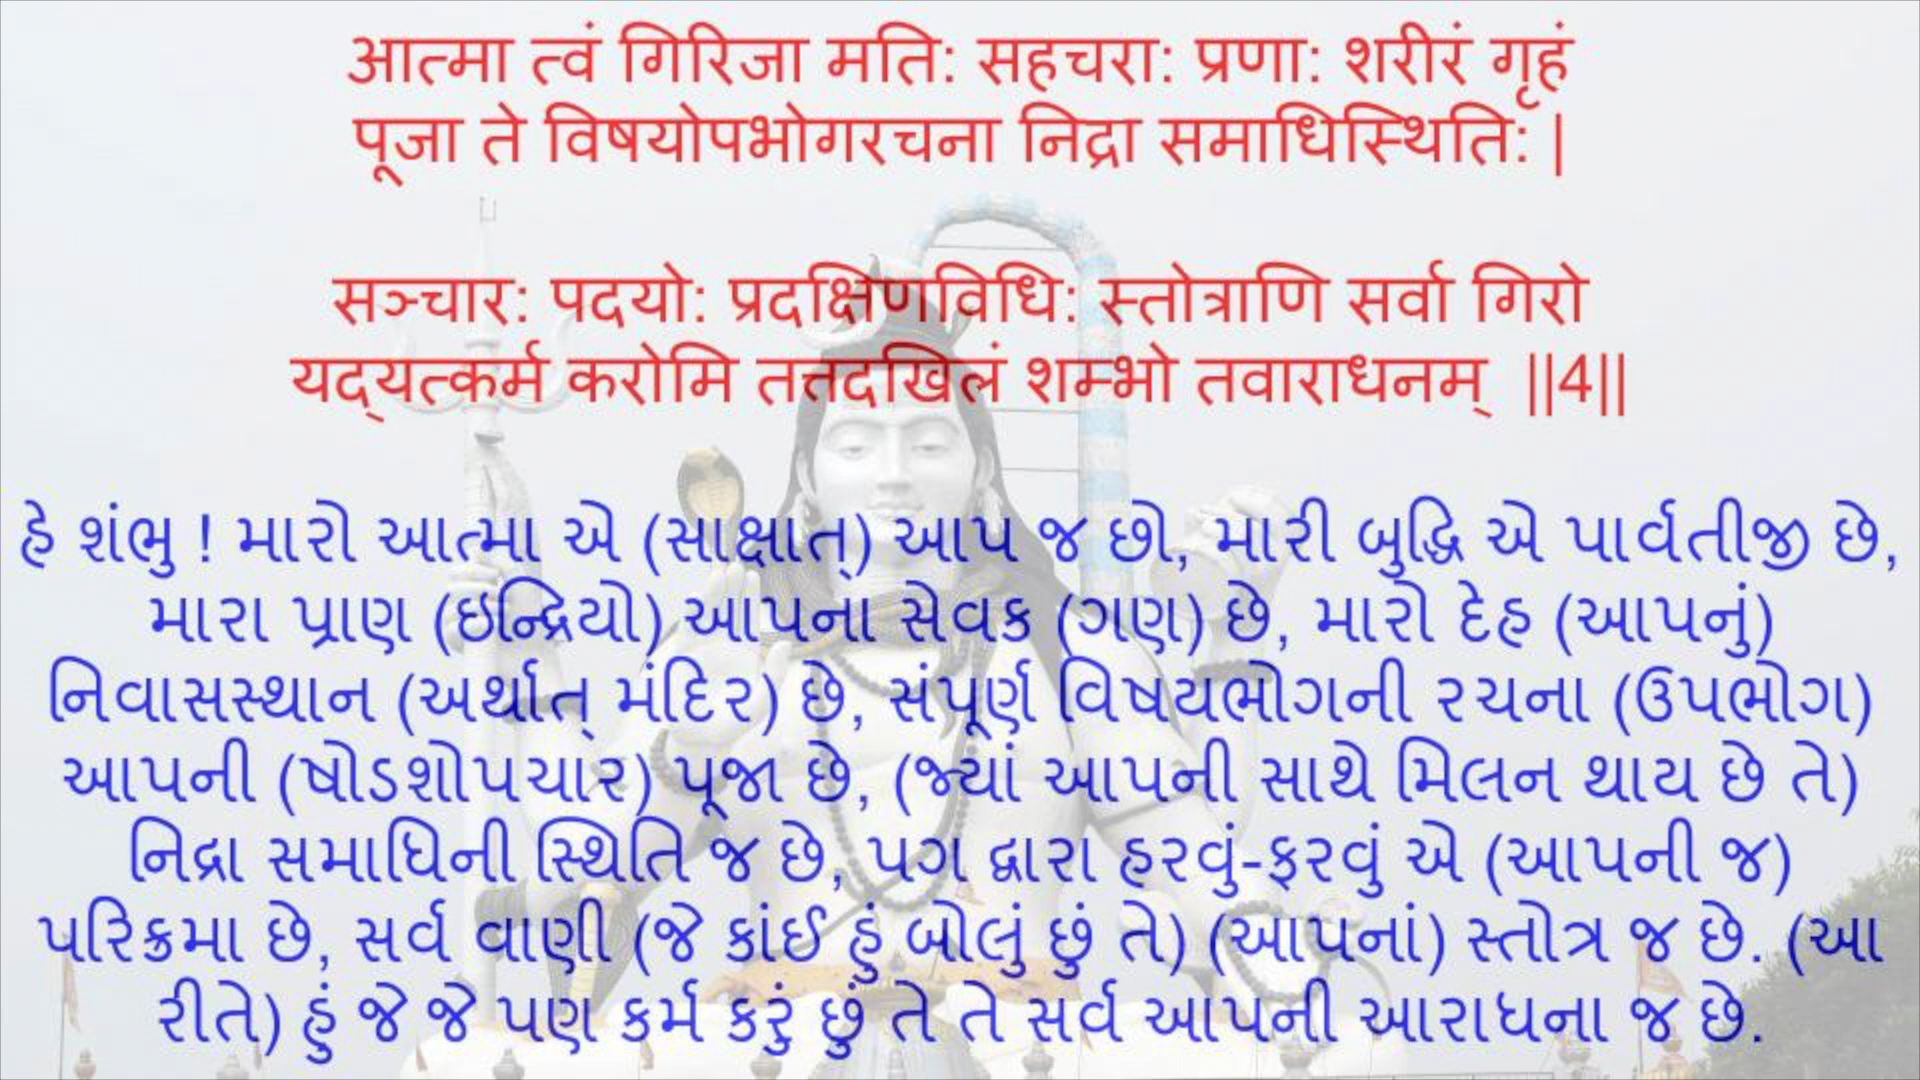 आत्मा त्वं गिरिजा मति: सहचरा: प्रणा: शरीरं गृहं
पूजा ते विषयोपभोगरचना निद्रा समाधिस्थिति: |
सञ्चार: पदयो: प्रदक्षिणविधि: स्तोत्राणि सर्वा गिरो
यद्‌यत्कर्म करोमि तत्तदखिलं शम्भो तवाराधनम्  ||4||
હે શંભુ ! મારો આત્મા એ (સાક્ષાત્) આપ જ છો, મારી બુદ્ધિ એ પાર્વતીજી છે,
મારા પ્રાણ (ઇન્દ્રિયો) આપના સેવક (ગણ) છે, મારો દેહ (આપનું)
નિવાસસ્થાન (અર્થાત્ મંદિર) છે, સંપૂર્ણ વિષયભોગની રચના (ઉપભોગ)
આપની (ષોડશોપચાર) પૂજા છે, (જ્યાં આપની સાથે મિલન થાય છે તે)
નિદ્રા સમાધિની સ્થિતિ જ છે, પગ દ્વારા હરવું-ફરવું એ (આપની જ)
પરિક્રમા છે, સર્વ વાણી (જે કાંઈ હું બોલું છું તે) (આપનાં) સ્તોત્ર જ છે. (આ
રીતે) હું જે જે પણ કર્મ કરું છું તે તે સર્વ આપની આરાધના જ છે.